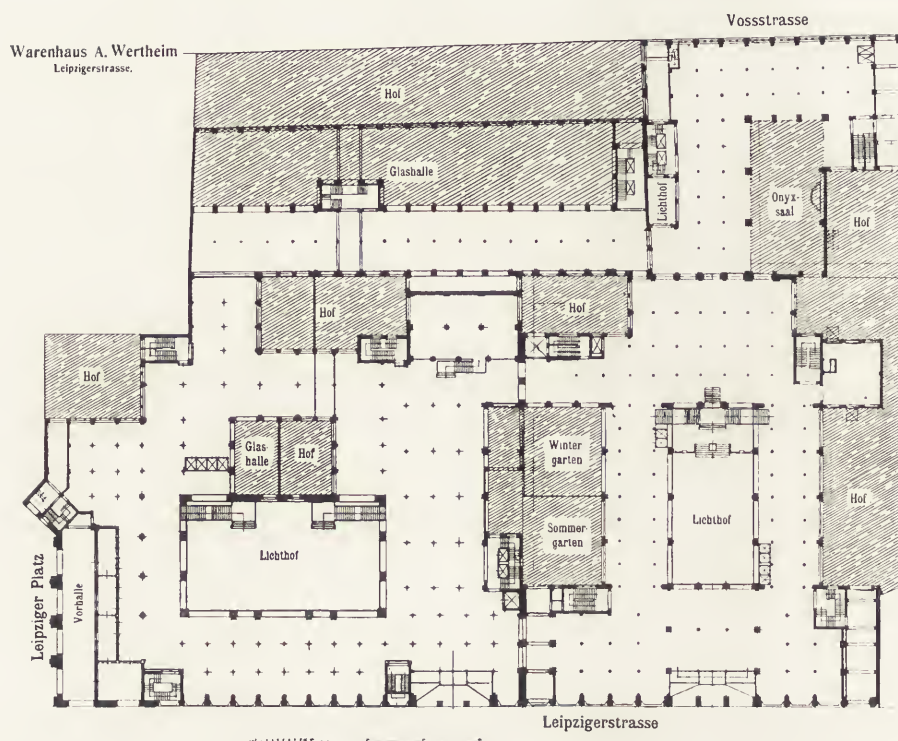 Vossstrasse
Warenhaus A. Wertheim
Leipzigerstrasse.
Hof
Glashalle
Lichthof
Onyx-
saal
Hof
Hof
Hof
Hof
Glas-
halle
Hof
Winter
garten
Hof
Lichthof
Sommer-
garten
Lichthof
Leipziger Platz
Vorhalle
Leipzigerstrasse